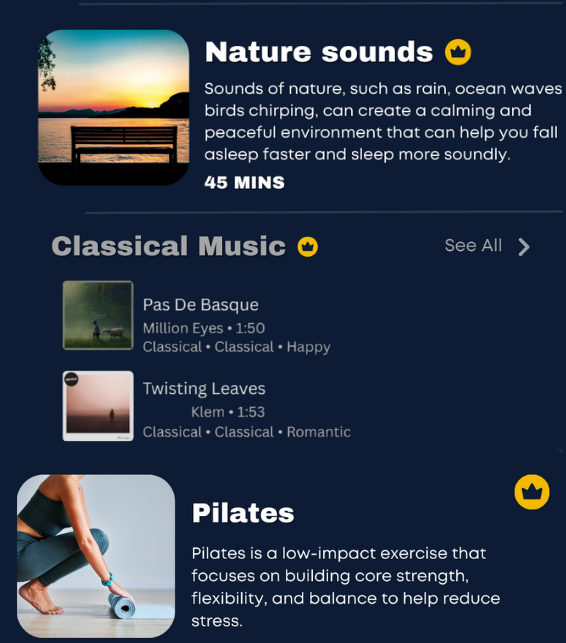 Nature sounds
Sounds of nature, such as rain, ocean waves
birds chirping, can create a calming and
peaceful environment that can help you fall
asleep faster and sleep more soundly.
45 MINS
Classical Music
See All
Pas De Basque
Million Eyes • 1:50
Classical • Classical • Happy
Twisting Leaves
Klem • 1:53
Classical • Classical • Romantic
Pilates
Pilates is a low-impact exercise that
focuses on building core strength,
flexibility, and balance to help reduce
stress.